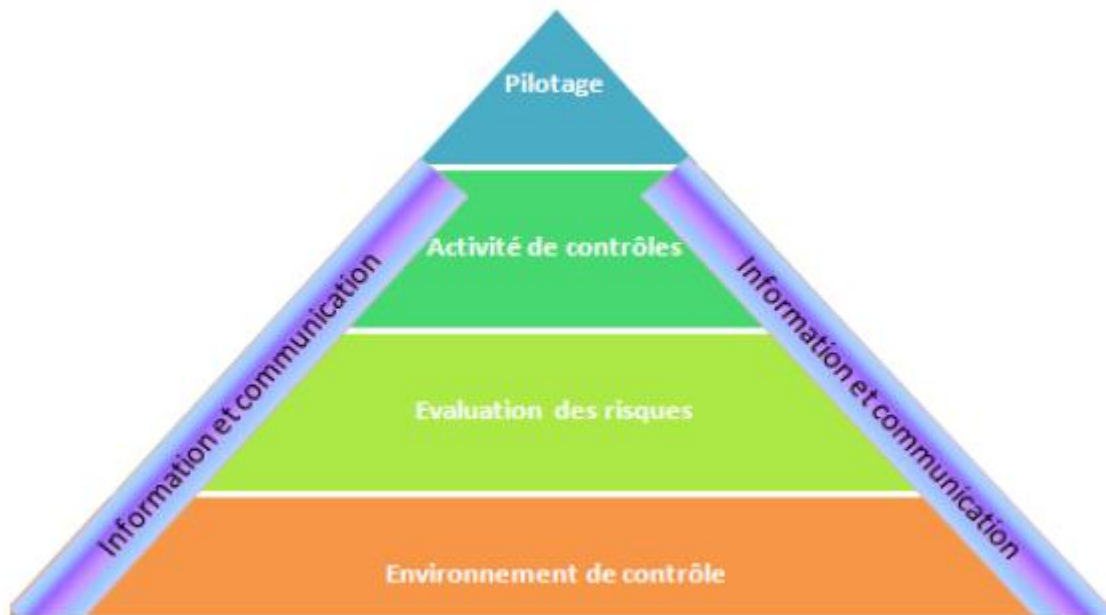 Pilotage
Activité de contrôles
Information et communication
Information et communication
Evaluation des risques
Environnement de contrôle